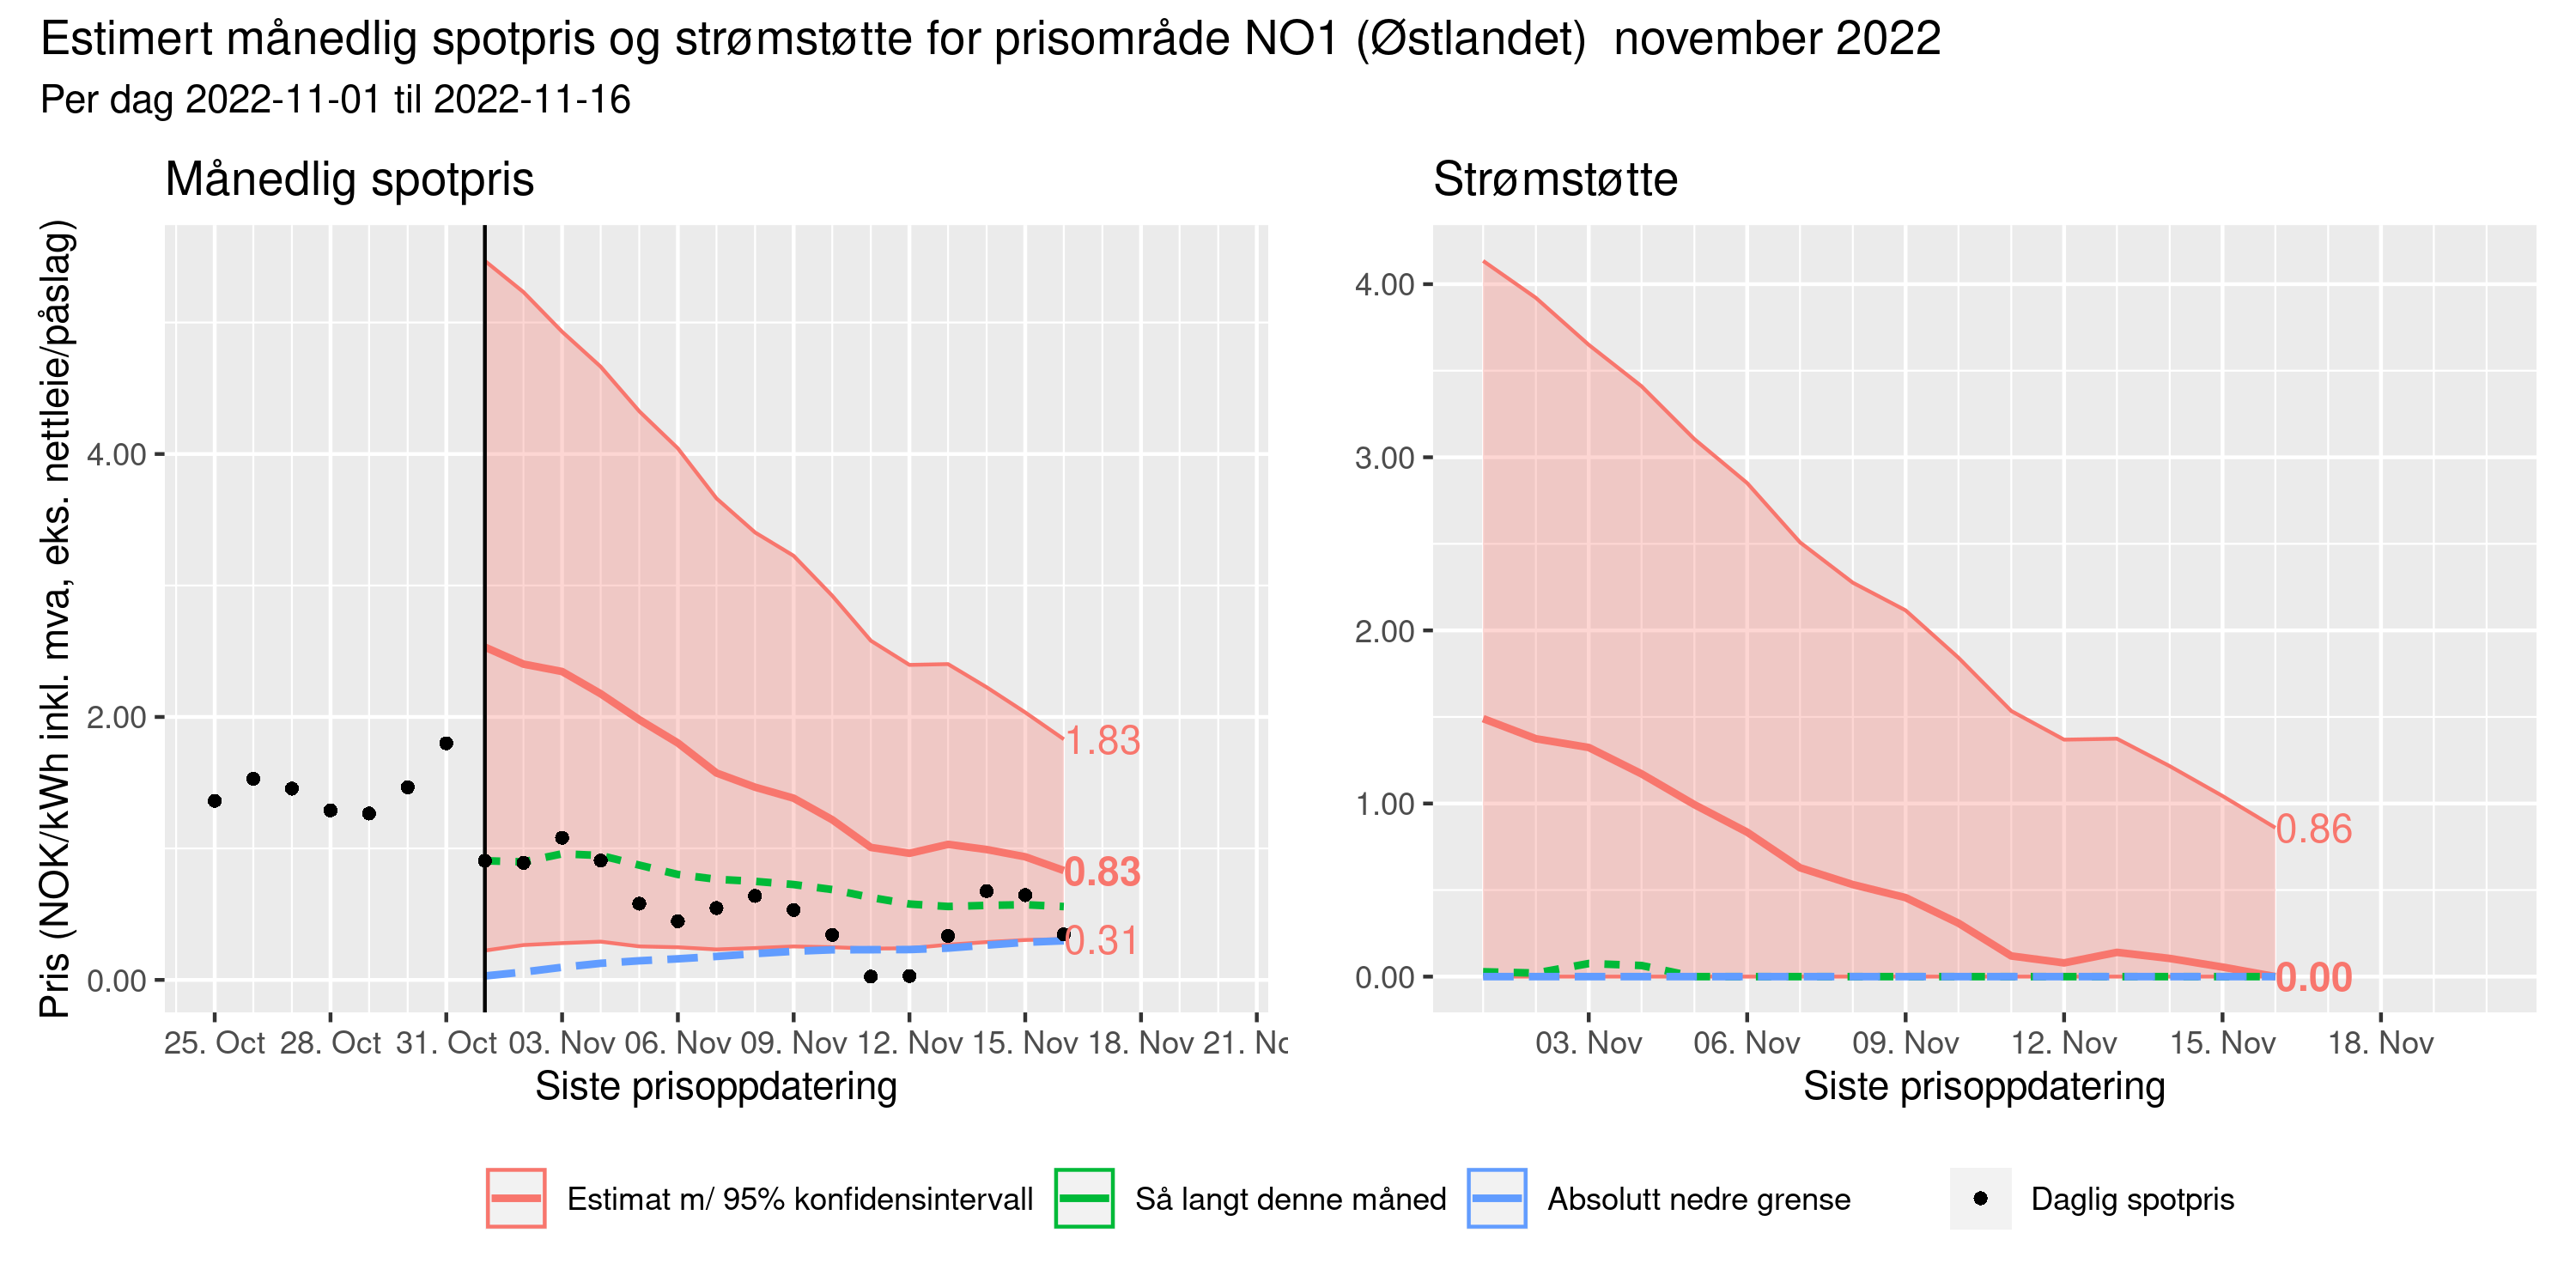 Estimert månedlig spotpris og strømstøtte for prisområde NO1 (Østlandet)  november 2022
Per dag 2022-11-01 til 2022-11-16
Månedlig spotpris
Pris (NOK/kWh inkl. mva, eks. nettleie/påslag)
4.00
2.00
0.00
1.83
0.83
0.31
25. Oct 28. Oct 31. Oct 03. Nov 06. Nov 09. Nov 12. Nov 15. Nov 18. Nov 21. No
Siste prisoppdatering
Strømstøtte
4.00
3.00
2.00
1.00
0.00
0.86
0.00
03. Nov 06. Nov 09. Nov 12. Nov 15. Nov 18. Nov
Siste prisoppdatering
Estimat m/ 95% konfidensintervall Så langt denne måned Absolutt nedre grense Daglig spotpris